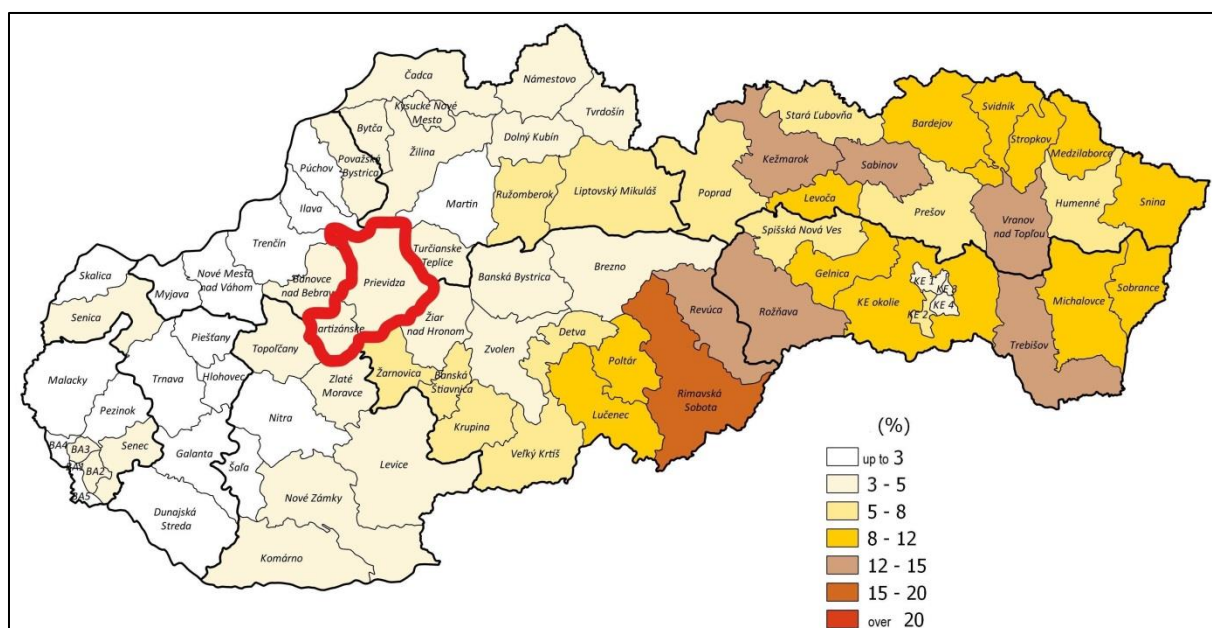 Čadca
Námestovo
Kysucké Nové
Mesto
Tvrdošín
Bytča
Dolný Kubín
Stará Ľubovňa
Svidník
Bardejov
Stropkov
Medzilaborce
Púchov
Považská
Bystrica
Žilina
Kežmarok
Sabinov
Ilava
Martin
Ružomberok
Liptovský Mikuláš
Poprad
Levoča
Prešov
Vranov
nad Topľou
Humenné
Snina
Trenčín
Turčianske
Teplice
Spišská Nová Ves
Skalica
Nové Mesto
nad Váhom
Myjava
Bánovce
nad Bebrav
Prievidza
Banská Bystrica
Brezno
Gelnica
KE 1
KE 3
KE 4
KE 2
KE okolie
Michalovce
Sobrance
Senica
Piešťany
Topoľčany
artizánske
Žiar
nad Hronom
Zvolen
Detva
Revúca
Rožňava
Poltár
Trebišov
Malacky
Trnava
Hlohovec
Zlaté
Moravce
Žarnovica
Banská
Štiavnica
Rimavská
Sobota
Pezinok
Nitra
Krupina
Lučenec
BA4
BA3
BA2
BA5
Senec
Galanta
Šaľa
Levice
Veľký Krtíš
Dunajská
Streda
Nové Zámky
Komárno
(%)
up to 3
3 - 5
5 - 8
8 - 12
12 - 15
15 - 20
over 20